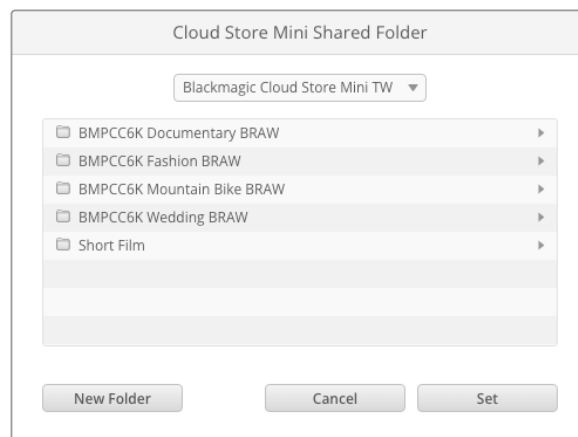 Cloud Store Mini Shared Folder
Blackmagic Cloud Store Mini TW
BMPCC6K Documentary BRAW
BMPCC6K Fashion BRAW
BMPCC6K Mountain Bike BRAW
BMPCC6K Wedding BRAW
Short Film
New Folder Cancel Set